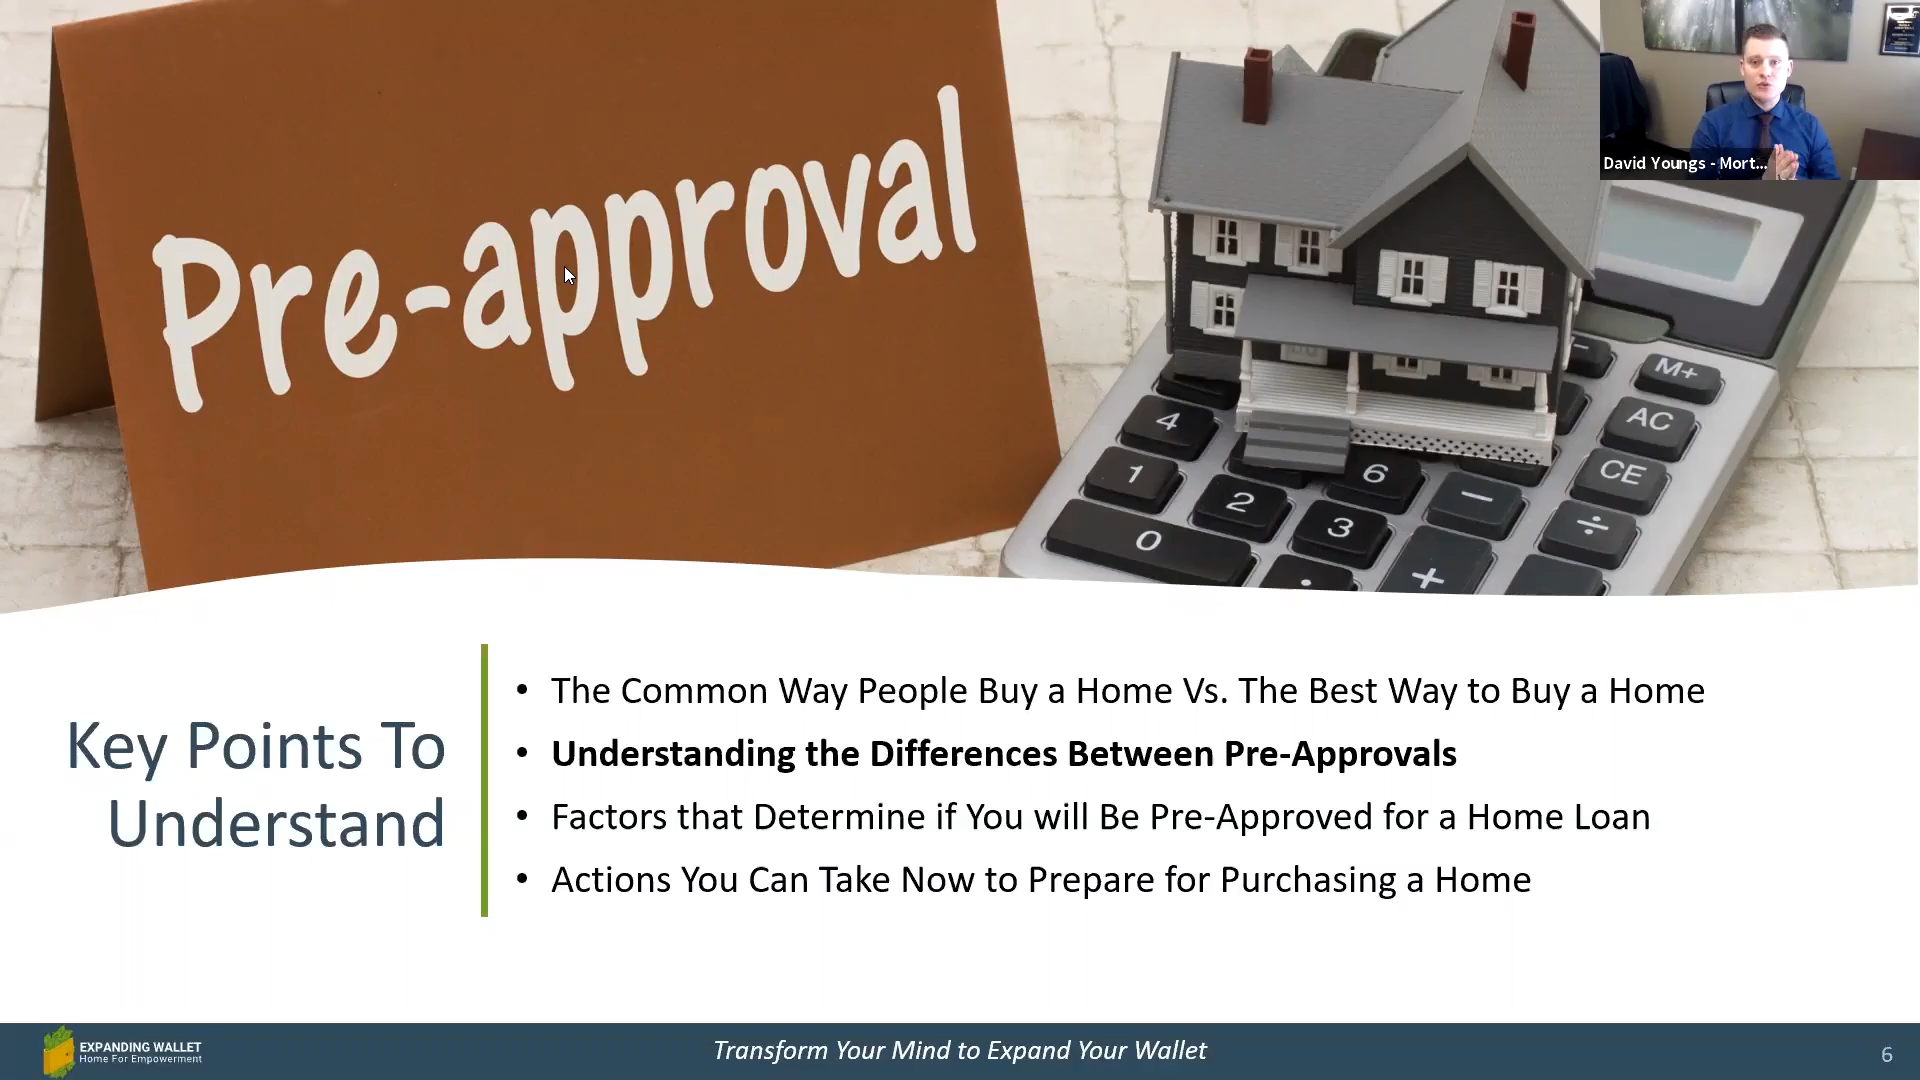 Pre-approval
David Youngs - Mort...
M+
4
AC
1
6
CE
2
−
0
3
÷
+
Key Points To
Understand
• The Common Way People Buy a Home Vs. The Best Way to Buy a Home
• Understanding the Differences Between Pre-Approvals
• Factors that Determine if You will Be Pre-Approved for a Home Loan
• Actions You Can Take Now to Prepare for Purchasing a Home
EXPANDING WALLET
Home For Empowerment
Transform Your Mind to Expand Your Wallet
6